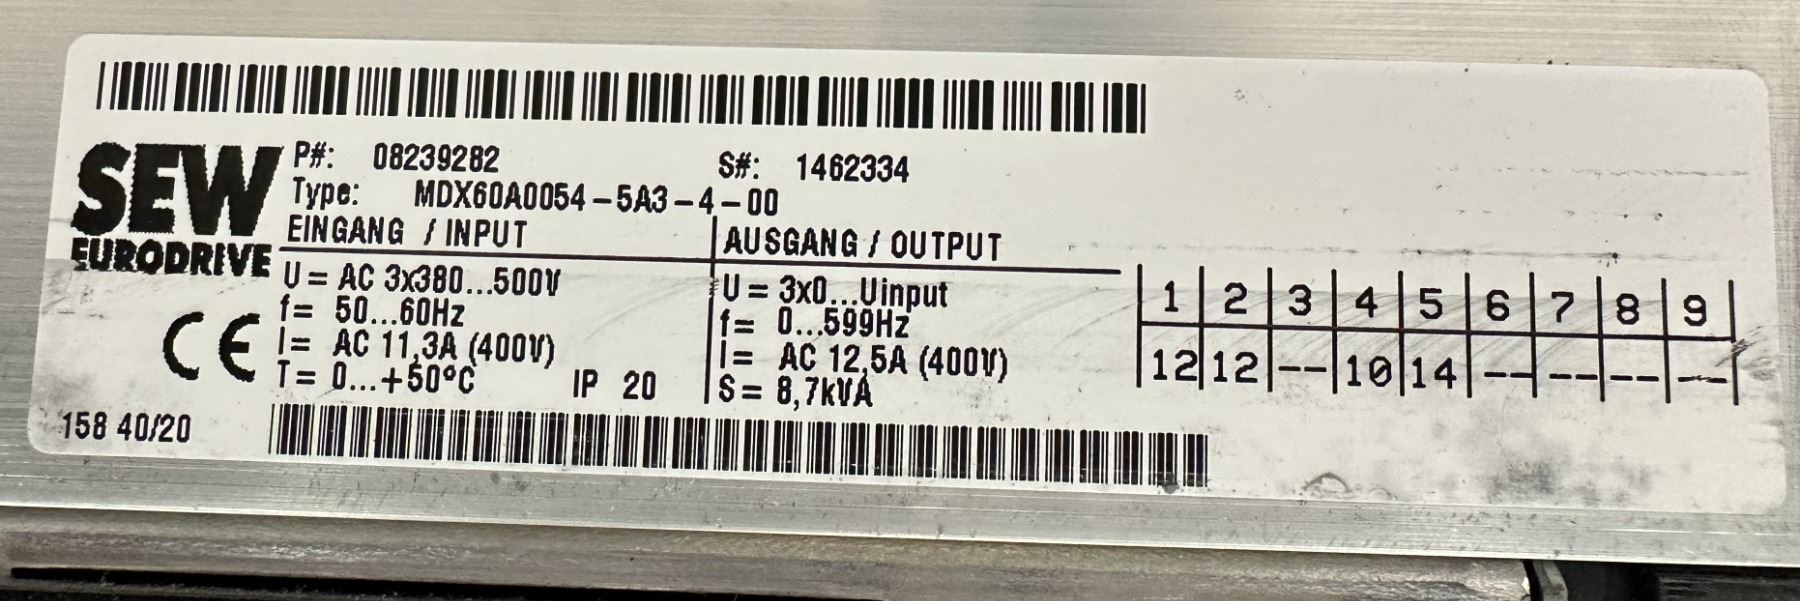 SEW
EURODRIVE
P#: 08239282 S#: 1462334
Type: MDX60A0054-5A3-4-00
EINGANG / INPUT
U = AC 3x380...500V
f= 50...60Hz
I= AC 11,3A (400V)
T= 0...+50°C IP 20
AUSGANG / OUTPUT
U = 3x0...Uinput
f= 0...599Hz
I= AC 12,5A (400V)
S= 8,7kVA
1 2 3 4 5 6 7 8 9
12 12 -- 10 14 -- -- -- --
CE
158 40/20